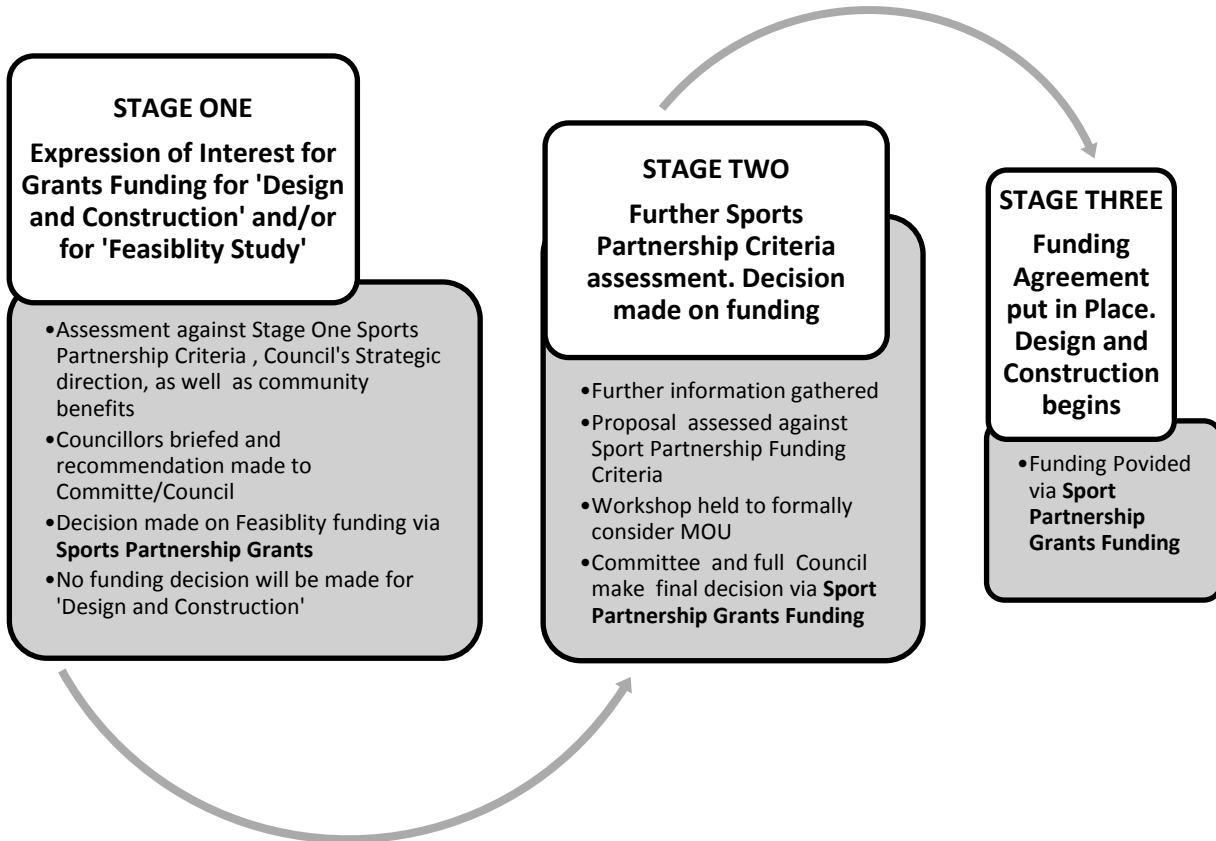 STAGE ONE
Expression of Interest for
Grants Funding for 'Design
and Construction' and/or
for 'Feasiblity Study'
•Assessment against Stage One Sports
Partnership Criteria , Council's Strategic
direction, as well as community
benefits
•Councillors briefed and
recommendation made to
Committe/Council
•Decision made on Feasiblity funding via
Sports Partnership Grants
•No funding decision will be made for
'Design and Construction'
STAGE TWO
Further Sports
Partnership Criteria
assessment. Decision
made on funding
•Further information gathered
•Proposal assessed against
Sport Partnership Funding
Criteria
•Workshop held to formally
consider MOU
•Committee and full Council
make final decision via Sport
Partnership Grants Funding
STAGE THREE
Funding
Agreement
put in Place.
Design and
Construction
begins
•Funding Povided
via Sport
Partnership
Grants Funding